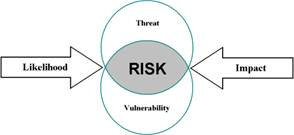 Threat
Likelihood
RISK
Impact
Vulnerability